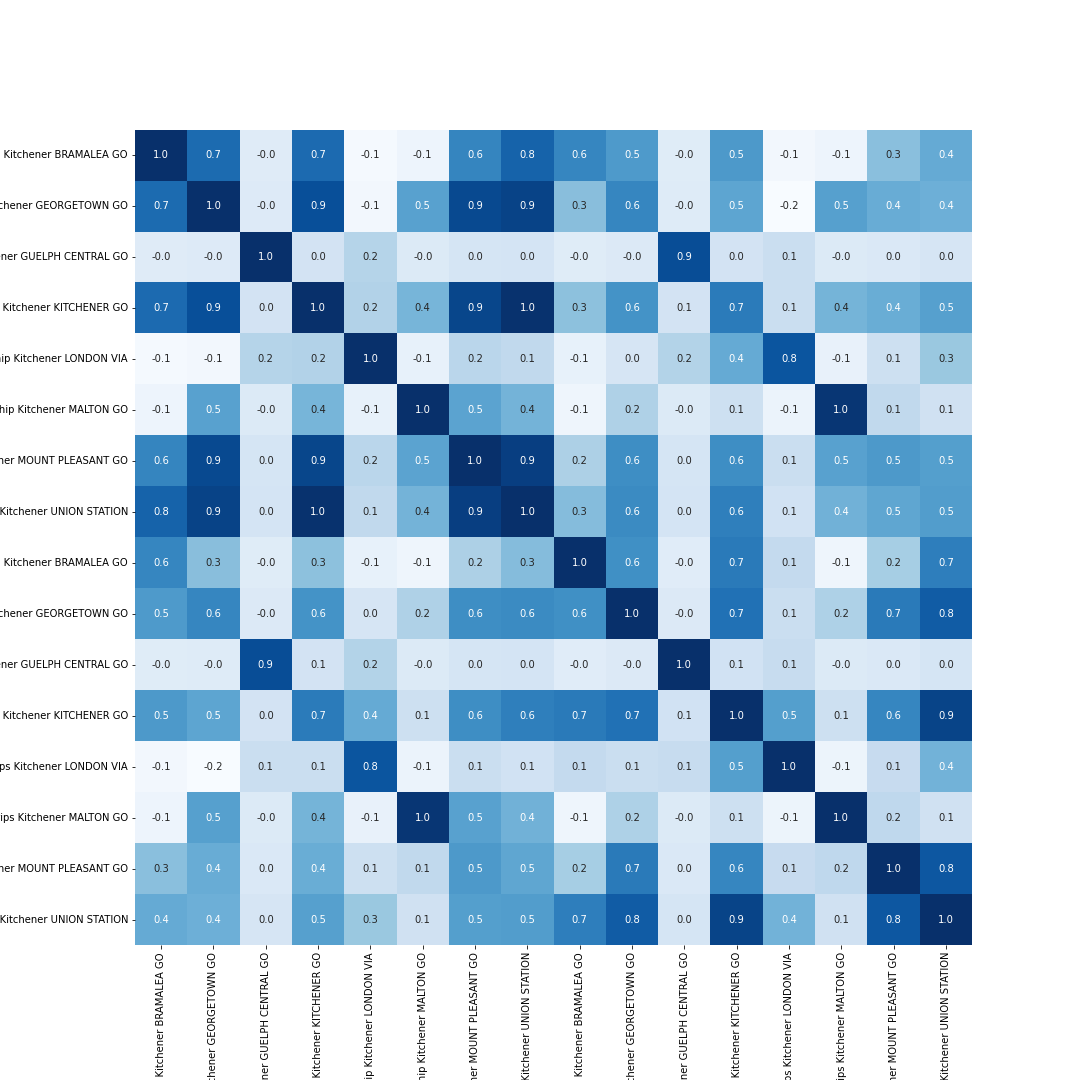 Kitchener BRAMALEA GO 1.0 0.7 -0.0 0.7 -0.1 -0.1 0.6 0.8 0.6 0.5 -0.0 0.5 -0.1 -0.1 0.3 0.4
chener GEORGETOWN GO 0.7 1.0 -0.0 0.9 -0.1 0.5 0.9 0.9 0.3 0.6 -0.0 0.5 -0.2 0.5 0.4 0.4
ner GUELPH CENTRAL GO -0.0 -0.0 1.0 0.0 0.2 -0.0 0.0 0.0 -0.0 -0.0 0.9 0.0 0.1 -0.0 0.0 0.0
Kitchener KITCHENER GO 0.7 0.9 0.0 1.0 0.2 0.4 0.9 1.0 0.3 0.6 0.1 0.7 0.1 0.4 0.4 0.5
ip Kitchener LONDON VIA -0.1 -0.1 0.2 0.2 1.0 -0.1 0.2 0.1 -0.1 0.0 0.2 0.4 0.8 -0.1 0.1 0.3
hip Kitchener MALTON GO -0.1 0.5 -0.0 0.4 -0.1 1.0 0.5 0.4 -0.1 0.2 -0.0 0.1 -0.1 1.0 0.1 0.1
ner MOUNT PLEASANT GO 0.6 0.9 0.0 0.9 0.2 0.5 1.0 0.9 0.2 0.6 0.0 0.6 0.1 0.5 0.5 0.5
Kitchener UNION STATION 0.8 0.9 0.0 1.0 0.1 0.4 0.9 1.0 0.3 0.6 0.0 0.6 0.1 0.4 0.5 0.5
Kitchener BRAMALEA GO 0.6 0.3 -0.0 0.3 -0.1 -0.1 0.2 0.3 1.0 0.6 -0.0 0.7 0.1 -0.1 0.2 0.7
chener GEORGETOWN GO 0.5 0.6 -0.0 0.6 0.0 0.2 0.6 0.6 0.6 1.0 -0.0 0.7 0.1 0.2 0.7 0.8
ner GUELPH CENTRAL GO -0.0 -0.0 0.9 0.1 0.2 -0.0 0.0 0.0 -0.0 -0.0 1.0 0.1 0.1 -0.0 0.0 0.0
Kitchener KITCHENER GO 0.5 0.5 0.0 0.7 0.4 0.1 0.6 0.6 0.7 0.7 0.1 1.0 0.5 0.1 0.6 0.9
ps Kitchener LONDON VIA -0.1 -0.2 0.1 0.1 0.8 -0.1 0.1 0.1 0.1 0.1 0.1 0.5 1.0 -0.1 0.1 0.4
rips Kitchener MALTON GO -0.1 0.5 -0.0 0.4 -0.1 1.0 0.5 0.4 -0.1 0.2 -0.0 0.1 -0.1 1.0 0.2 0.1
ner MOUNT PLEASANT GO 0.3 0.4 0.0 0.4 0.1 0.1 0.5 0.5 0.2 0.7 0.0 0.6 0.1 0.2 1.0 0.8
Kitchener UNION STATION 0.4 0.4 0.0 0.5 0.3 0.1 0.5 0.5 0.7 0.8 0.0 0.9 0.4 0.1 0.8 1.0
Kitchener BRAMALEA GO
chener GEORGETOWN GO
ner GUELPH CENTRAL GO
Kitchener KITCHENER GO
ip Kitchener LONDON VIA
ip Kitchener MALTON GO
ner MOUNT PLEASANT GO
Kitchener UNION STATION
Kitchener BRAMALEA GO
chener GEORGETOWN GO
ner GUELPH CENTRAL GO
Kitchener KITCHENER GO
ps Kitchener LONDON VIA
ips Kitchener MALTON GO
ner MOUNT PLEASANT GO
Kitchener UNION STATION